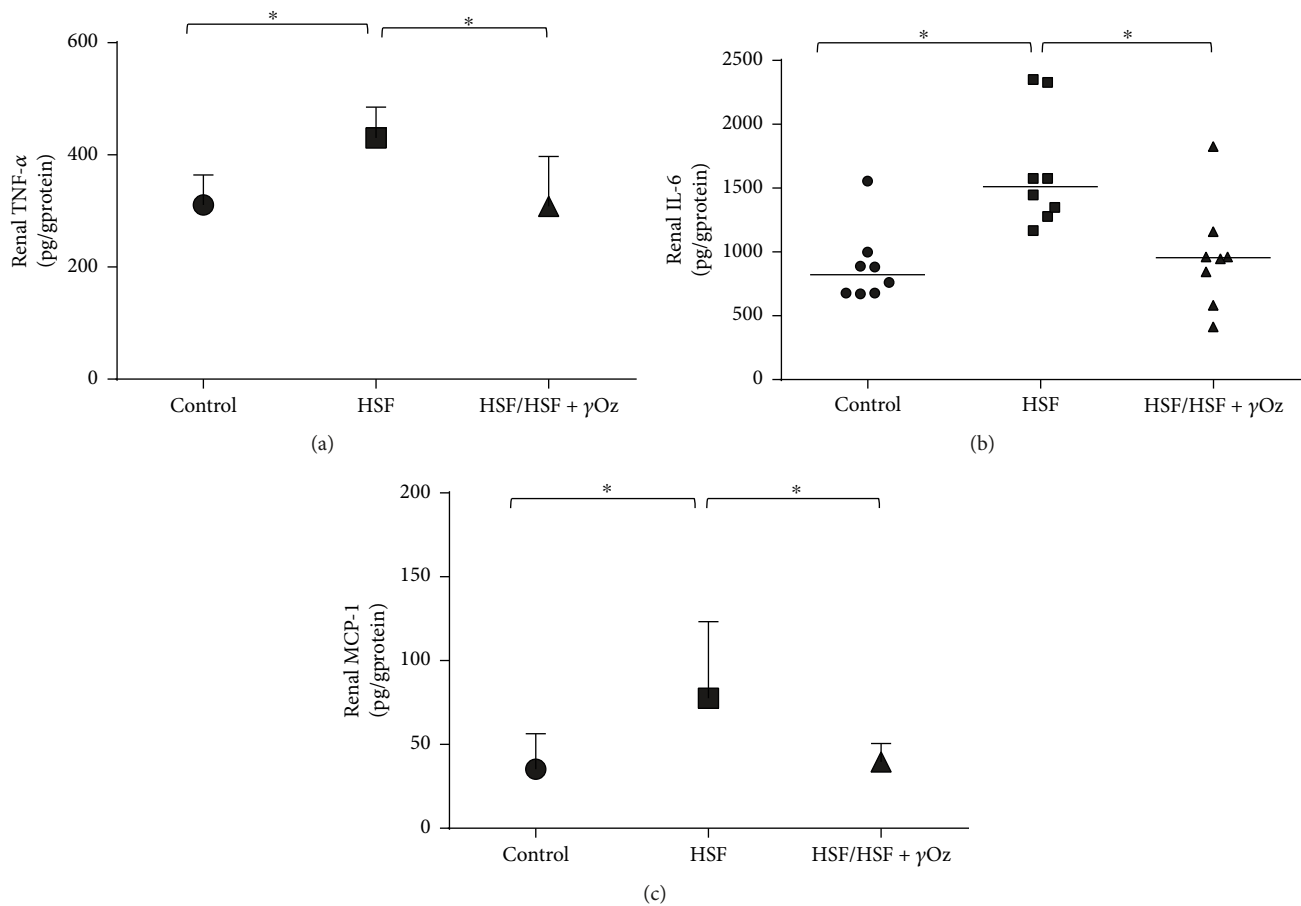 *
*
600
400
200
0
Renal TNF-α
(pg/gprotein)
Control
HSF
HSF/HSF + γOz
(a)
*
*
2500
2000
1500
1000
500
0
Renal IL-6
(pg/gprotein)
Control
HSF
HSF/HSF + γOz
(b)
*
*
200
150
100
50
0
Renal MCP-1
(pg/gprotein)
Control
HSF
HSF/HSF + γOz
(c)